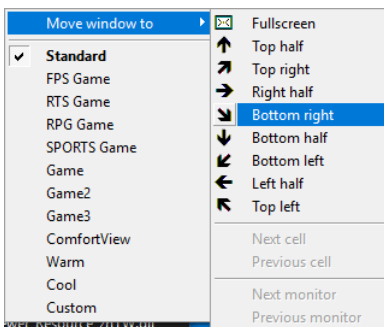 Move window to
Standard
FPS Game
RTS Game
RPG Game
SPORTS Game
Game
Game2
Game3
ComfortView
Warm
Cool
Custom
Fullscreen
Top half
Top right
Right half
Bottom right
Bottom half
Bottom left
Left half
Top left
Next cell
Previous cell
Next monitor
Previous monitor